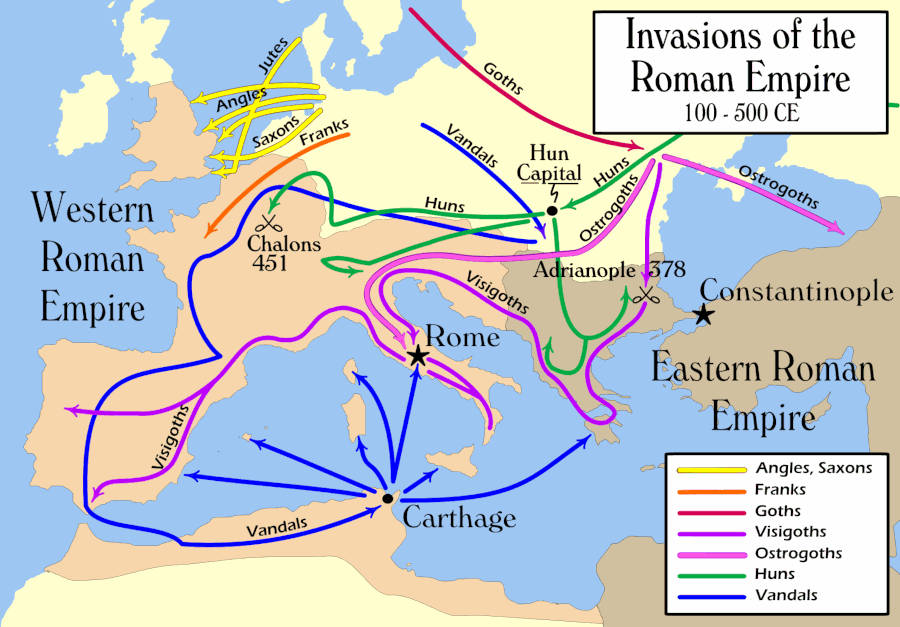 Invasions of the
Roman Empire
100 - 500 CE
Jutes
Angles
Saxons
Franks
Goths
Vandals
Hun
Capital
Huns
Ostrogoths
Ostrogoths
Huns
Western
Roman
Empire
Chalons
451
Adrianople 378
Visigoths
Constantinople
Rome
Eastern Roman
Empire
Visigoths
Vandals
Carthage
Angles, Saxons
Franks
Goths
Visigoths
Ostrogoths
Huns
Vandals